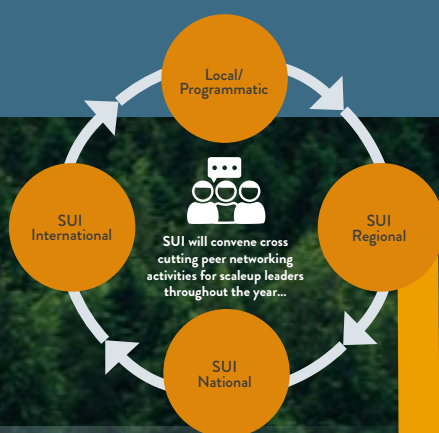 Local/
Programmatic
SUI
International
SUI
Regional
SUI will convene cross
cutting peer networking
activities for scaleup leaders
throughout the year...
SUI
National